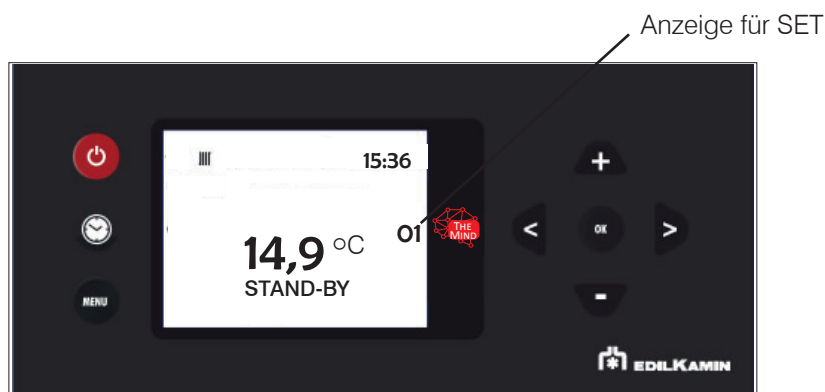 Anzeige für SET
15:36
01
THE
MIND
14,9 °C
STAND-BY
MENU
+
< OK >
-
EDILKAMIN